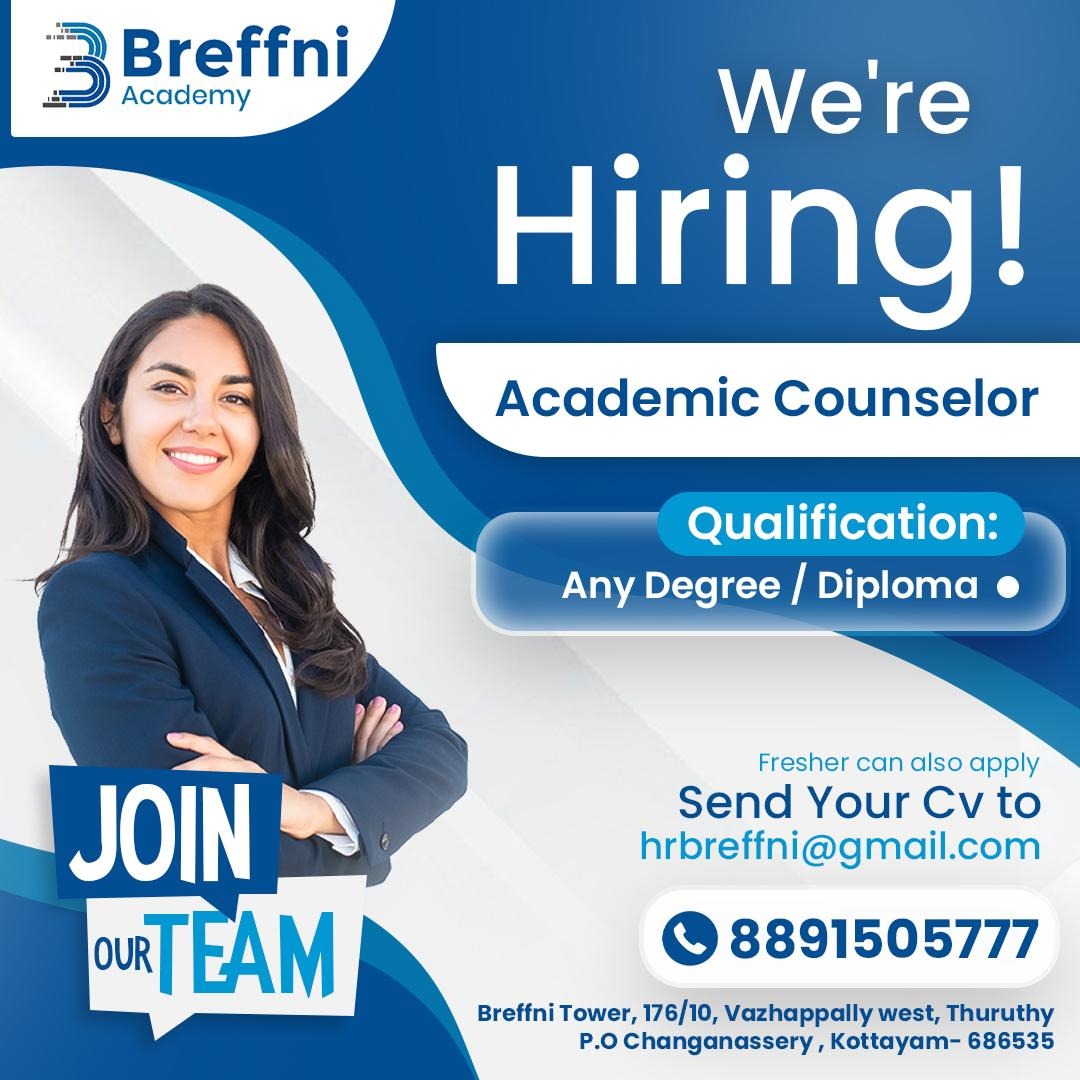 Breffni
Academy
We're
Hiring!
Academic Counselor
Qualification:
Any Degree / Diploma ●
Fresher can also apply
Send Your Cv to
hrbreffni@gmail.com
8891505777
Breffni Tower, 176/10, Vazhappally west, Thuruthy
P.O Changanassery , Kottayam- 686535
JOIN
OUR TEAM